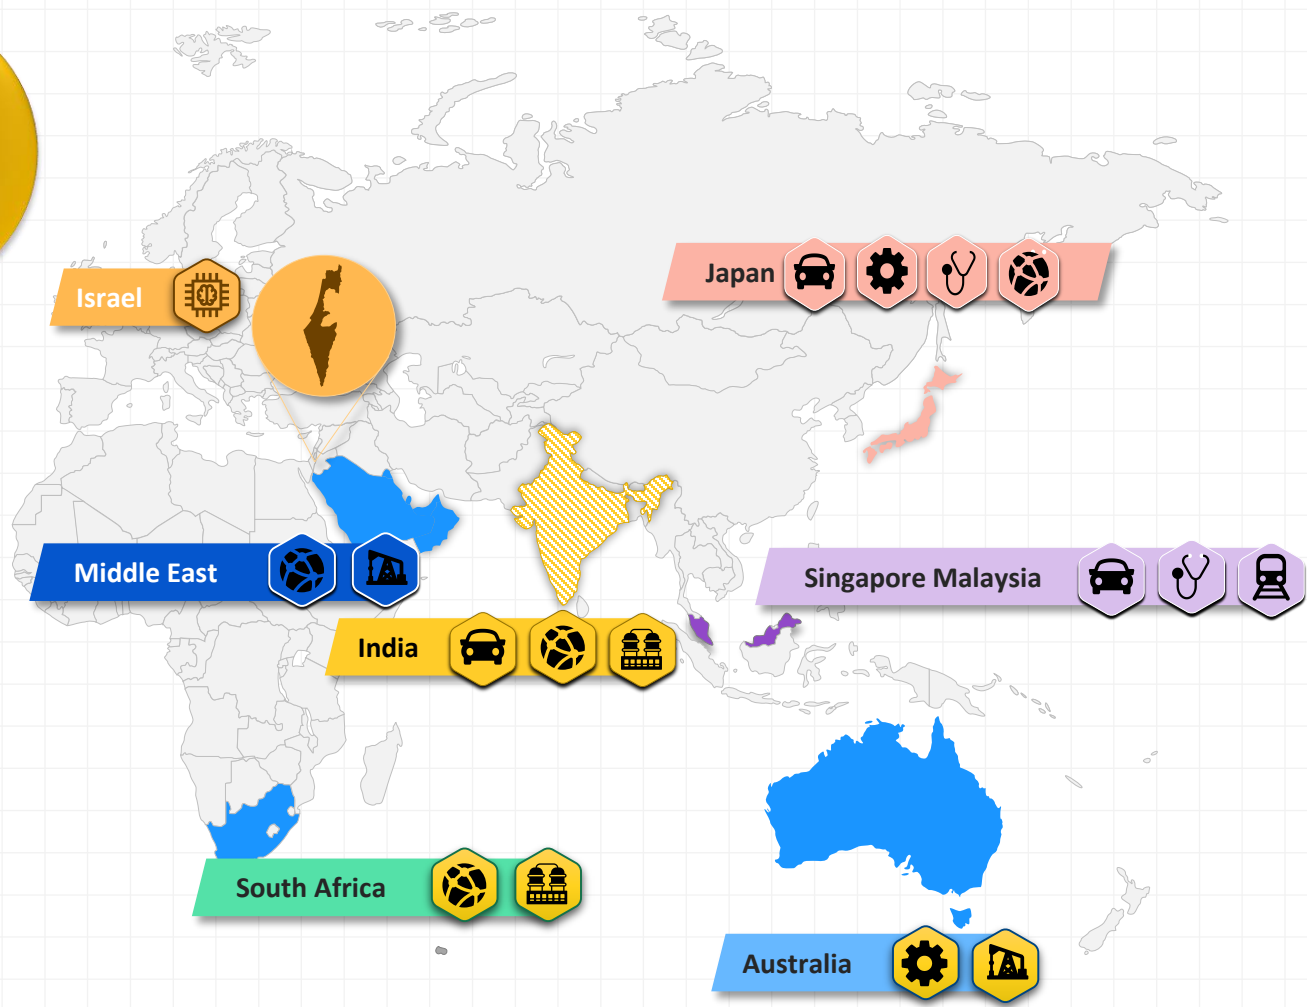 Japan
Israel
Middle East
Singapore Malaysia
India
South Africa
Australia